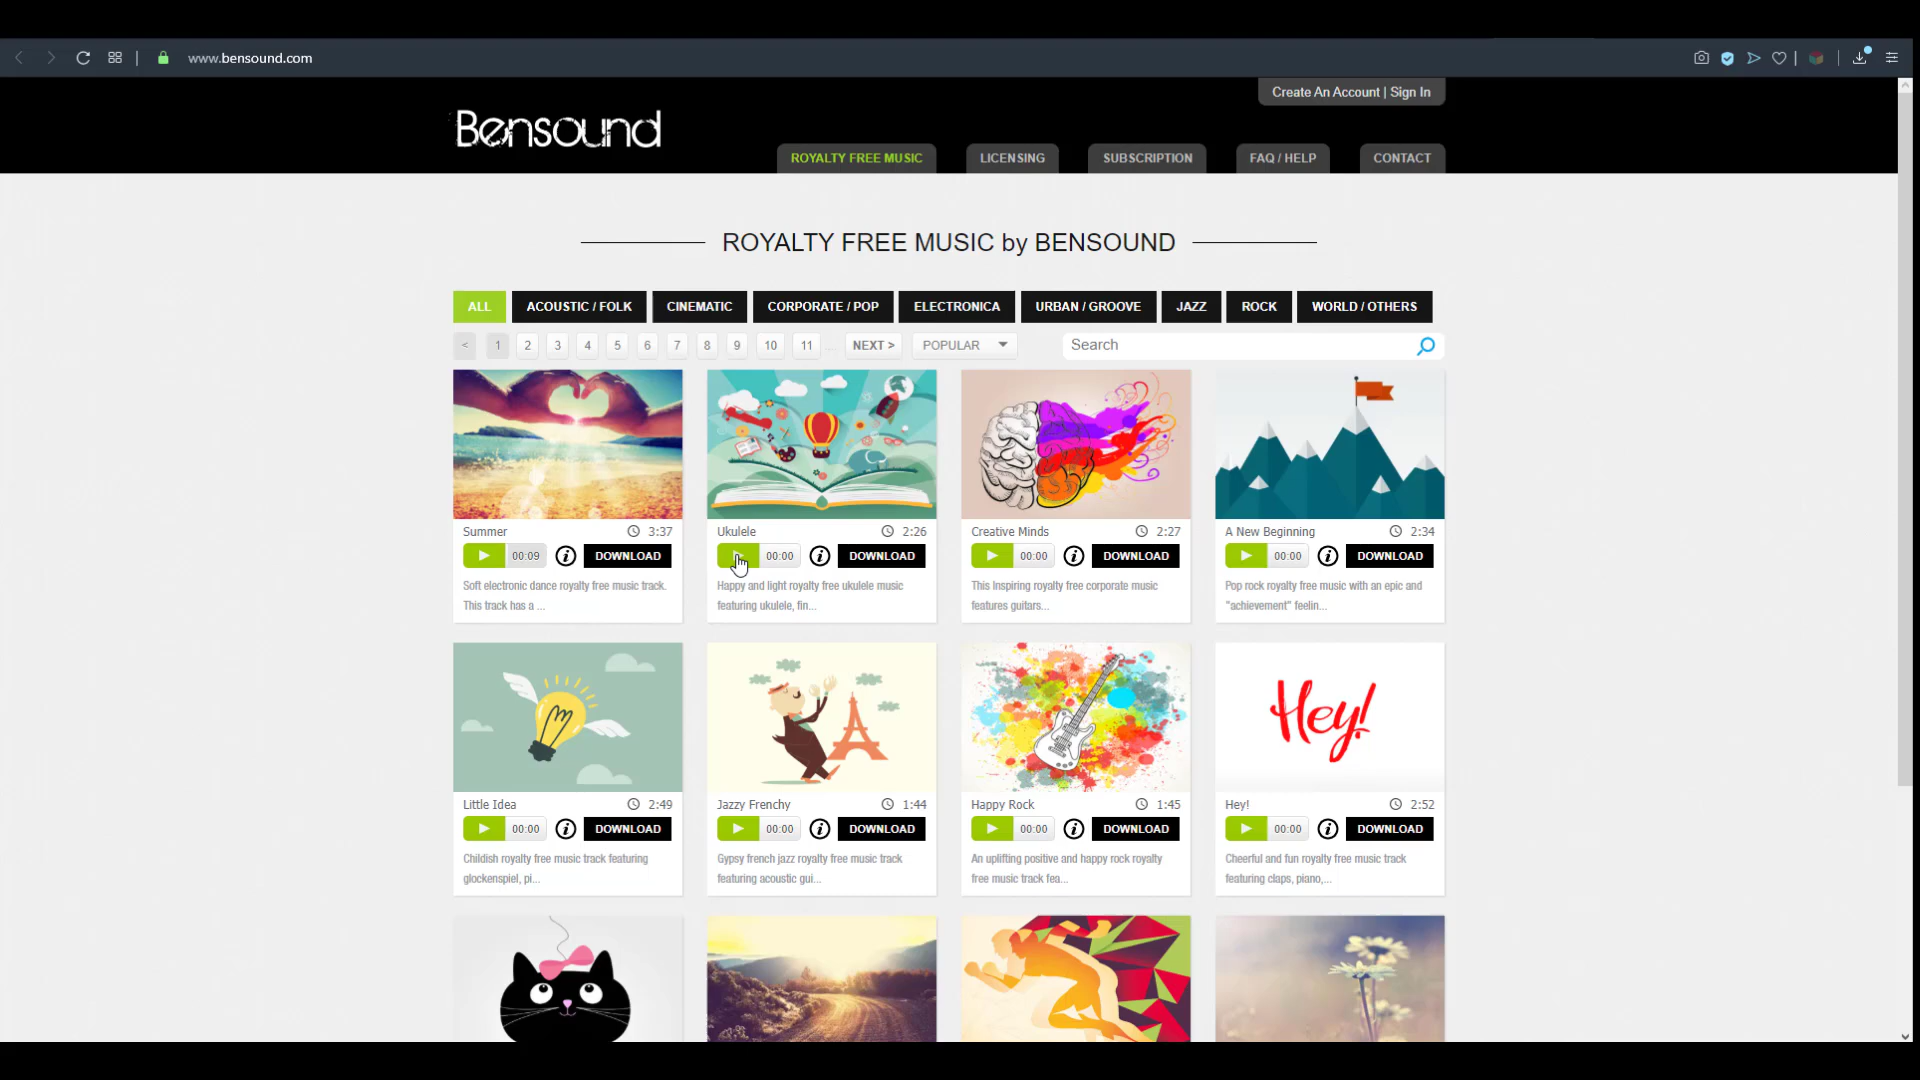 www.bensound.com
Create An Account | Sign In
Bensound
ROYALTY FREE MUSIC LICENSING SUBSCRIPTION FAQ / HELP CONTACT
ROYALTY FREE MUSIC by BENSOUND
ALL ACOUSTIC / FOLK CINEMATIC CORPORATE / POP ELECTRONICA URBAN / GROOVE JAZZ ROCK WORLD / OTHERS
< 1 2 3 4 5 6 7 8 9 10 11 ... NEXT > POPULAR Search
Summer 3:37
00:09 i DOWNLOAD
Soft electronic dance royalty free music track.
This track has a ...
Ukulele 2:26
00:00 i DOWNLOAD
Happy and light royalty free ukulele music
featuring ukulele, fin...
Creative Minds 2:27
00:00 i DOWNLOAD
This Inspiring royalty free corporate music
features guitars...
A New Beginning 2:34
00:00 i DOWNLOAD
Pop rock royalty free music with an epic and
"achievement" feelin...
Hey!
Little Idea 2:49
00:00 i DOWNLOAD
Childish royalty free music track featuring
glockenspiel, pi...
Jazzy Frenchy 1:44
00:00 i DOWNLOAD
Gypsy french jazz royalty free music track
featuring acoustic gui...
Happy Rock 1:45
00:00 i DOWNLOAD
An uplifting positive and happy rock royalty
free music track fea...
Hey! 2:52
00:00 i DOWNLOAD
Cheerful and fun royalty free music track
featuring claps, piano,...